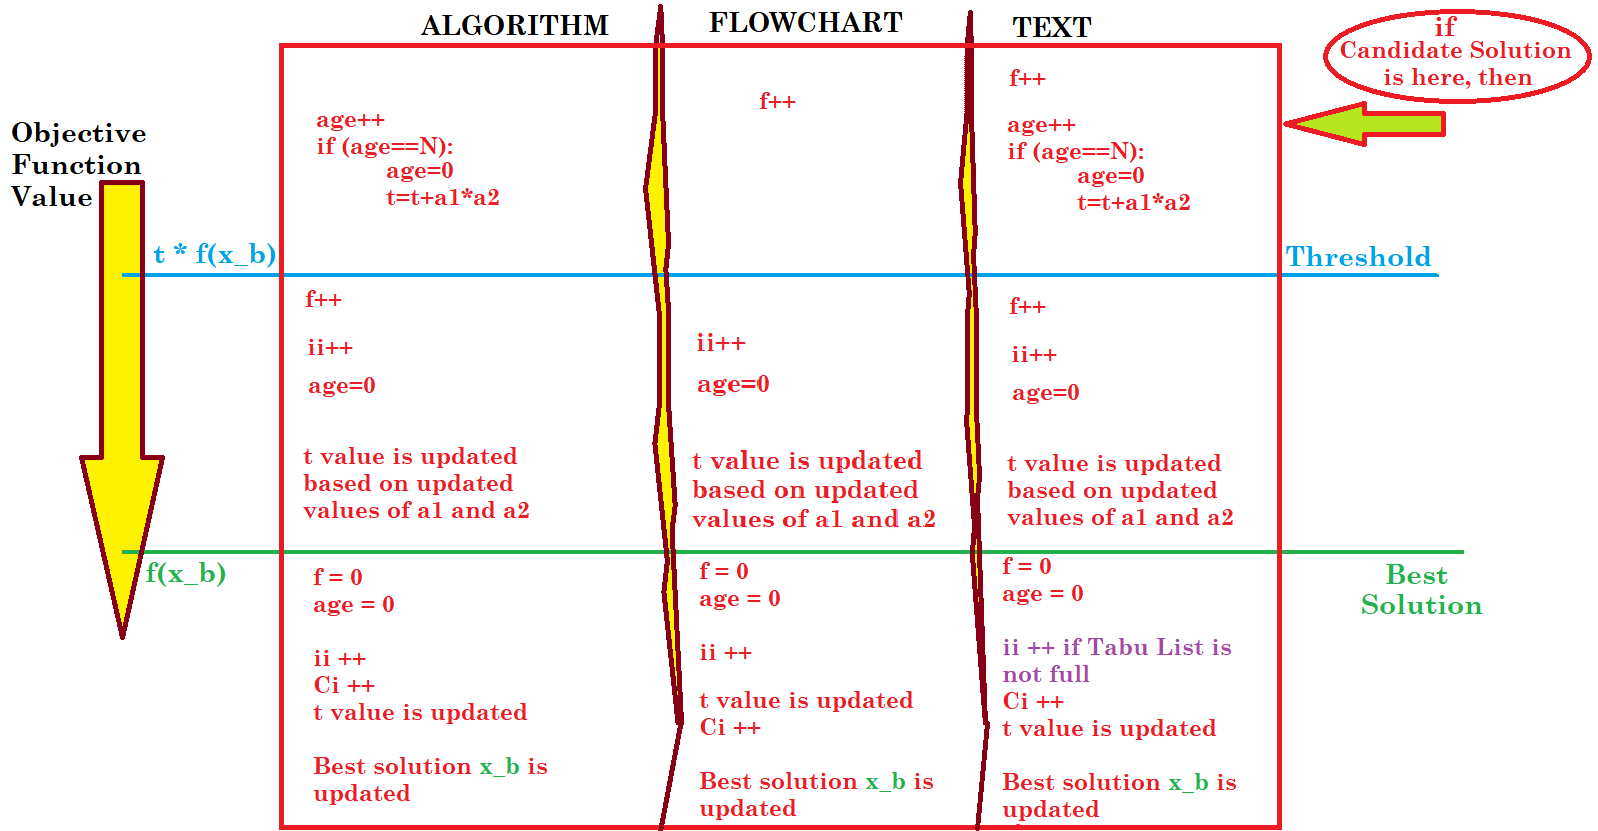 ALGORITHM
FLOWCHART
TEXT
if
Candidate Solution
is here, then
Objective
Function
Value
age++
if (age==N):
age=0
t=t+a1*a2
f++
f++
age++
if (age==N):
age=0
t=t+a1*a2
t * f(x_b)
Threshold
f++
ii++
age=0
t value is updated
based on updated
values of a1 and a2
ii++
age=0
t value is updated
based on updated
values of a1 and a2
f++
ii++
age=0
t value is updated
based on updated
values of a1 and a2
f(x_b)
Best
Solution
f = 0
age = 0
ii ++
Ci ++
t value is updated
Best solution x_b is
updated
f = 0
age = 0
ii ++
t value is updated
Ci ++
Best solution x_b is
updated
f = 0
age = 0
ii ++ if Tabu List is
not full
Ci ++
t value is updated
Best solution x_b is
updated